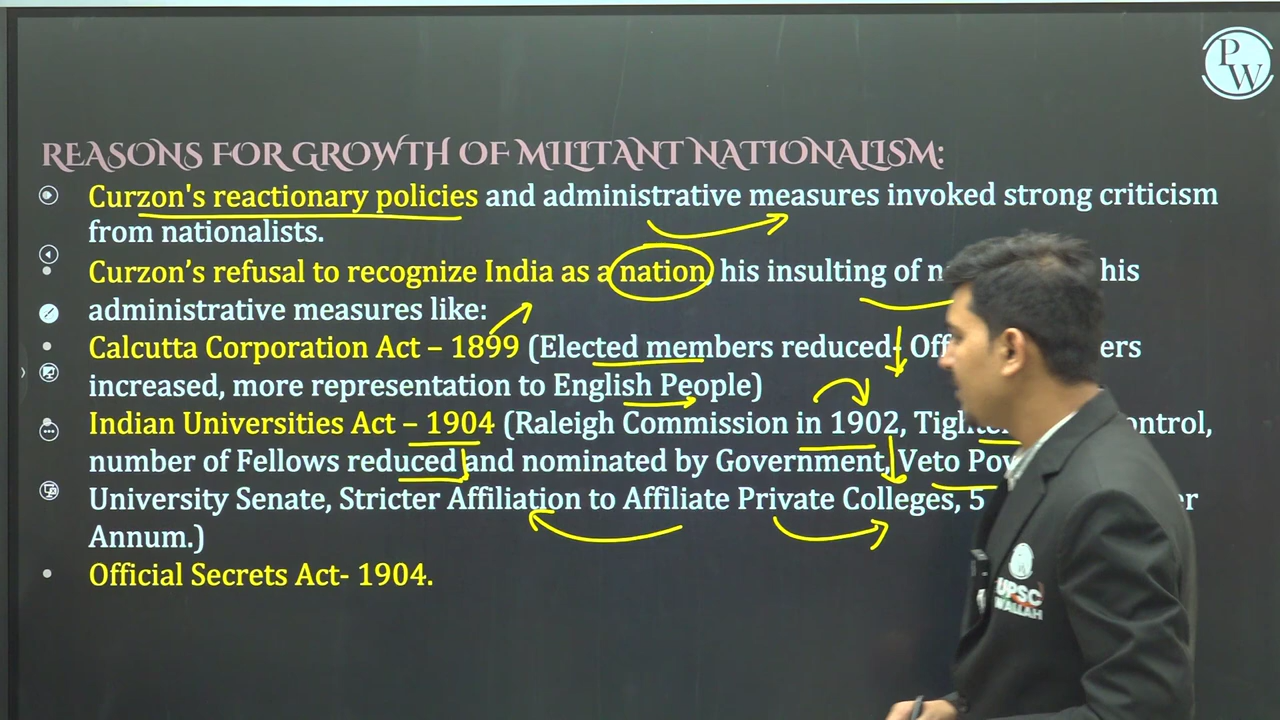 PW
REASONS FOR GROWTH OF MILITANT NATIONALISM:
Curzon's reactionary policies and administrative measures invoked strong criticism
from nationalists.
Curzon’s refusal to recognize India as a nation, his insulting of his
administrative measures like:
Calcutta Corporation Act – 1899 (Elected members reduced-
increased, more representation to English People)
Indian Universities Act – 1904 (Raleigh Commission in 1902,
number of Fellows reduced and nominated by Government, Veto
University Senate, Stricter Affiliation to Affiliate Private Colleges, 5
Annum.)
Official Secrets Act- 1904.
UPSC
WALLAH